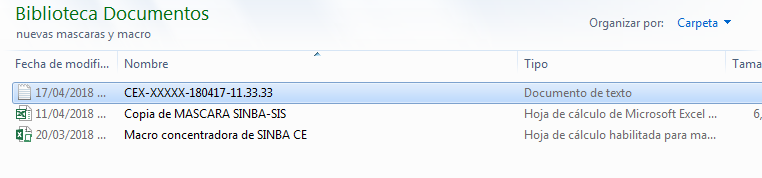 Biblioteca Documentos
nuevas mascaras y macro
Organizar por: Carpeta
Fecha de modifi... Nombre Tipo Tama
17/04/2018 ... CEX-XXXXX-180417-11.33.33 Documento de texto
11/04/2018 ... Copia de MASCARA SINBA-SIS Hoja de cálculo de Microsoft Excel 6,
20/03/2018 ... Macro concentradora de SINBA CE Hoja de cálculo habilitada para ma...